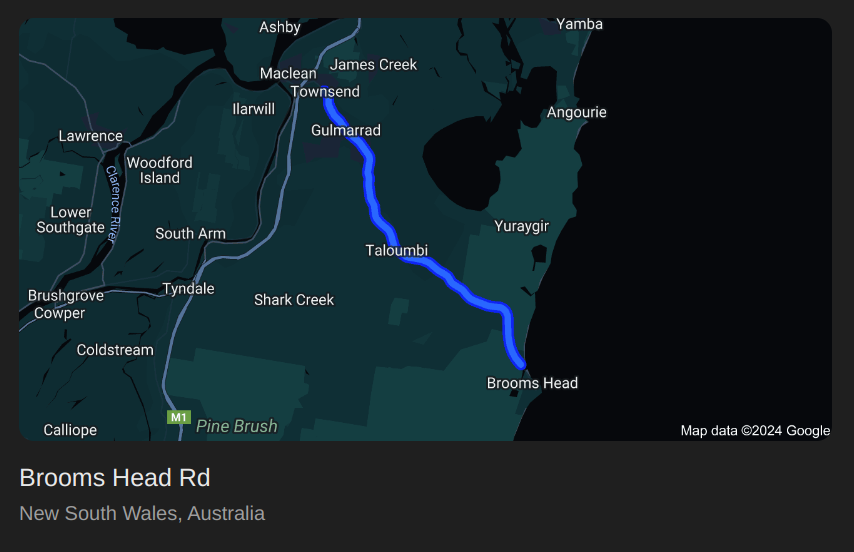 Yamba
Ashby
James Creek
Maclean
Townsend
Ilarwill
Angourie
Gulmarrad
Lawrence
Woodford
Island
Clarence River
Lower
Southgate
South Arm
Yuraygir
Taloumbi
Tyndale
Brushgrove
Shark Creek
Cowper
Coldstream
Brooms Head
M1
Pine Brush
Calliope
Map data ©2024 Google
Brooms Head Rd
New South Wales, Australia